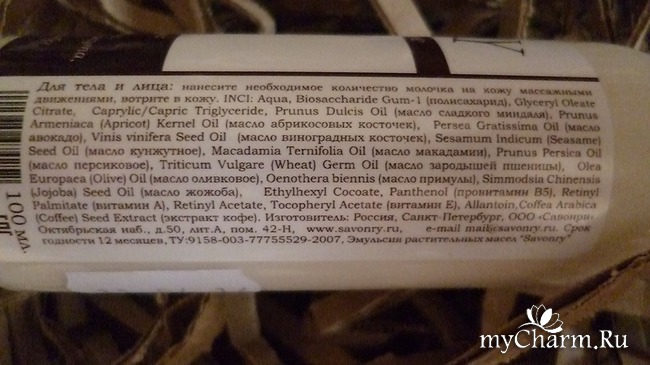 Для тела и лица: нанесите необходимое количество молочка на кожу массажными
движениями, вотрите в кожу. INCI: Aqua, Biosaccharide Gum-1 (полисахарид), Glyceryl Oleate
Citrate, Caprylic/Capric Triglyceride, Prunus Dulcis Oil (масло сладкого миндаля), Prunus
Armeniaca (Apricot) Kernel Oil (масло абрикосовых косточек), Persea Gratissima Oil (масло
авокадо), Vinis vinifera Seed Oil (масло виноградных косточек), Sesamum Indicum (Seasame)
Seed Oil (масло кунжутное), Macadamia Ternifolia Oil (масло макадамии), Prunus Persica Oil
(масло персиковое), Triticum Vulgare (Wheat) Germ Oil (масло зародышей пшеницы), Olea
Europaea (Olive) Oil (масло оливковое), Oenothera biennis (масло примулы), Simmodsia Chinensis
(Jojoba) Seed Oil (масло жожоба), Ethylhexyl Cocoate, Panthenol (провитамин B5), Retinyl
Palmitate (витамин А), Retinyl Acetate, Tocopheryl Acetate (витамин Е), Allantoin, Coffea Arabica
(Coffee) Seed Extract (экстракт кофе). Изготовитель: Россия, Санкт-Петербург, ООО «Савонри»,
Октябрьская наб., д.50, лит.А, пом. 42-Н, www.savonry.ru, e-mail mail@savonry.ru. Срок
годности 12 месяцев, ТУ:9158-003-77755529-2007, Эмульсия растительных масел "Savonry"
100 мл.
myCharm.Ru